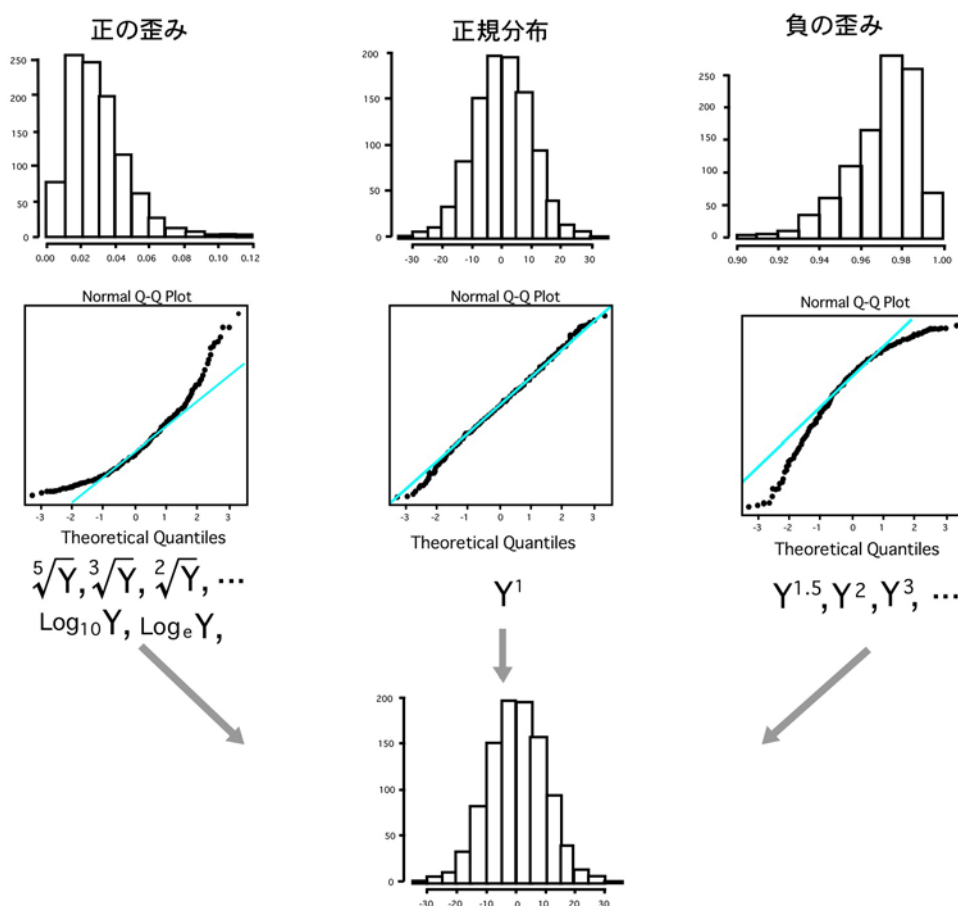 正の歪み
250
200
150
100
50
0
0.00 0.02 0.04 0.06 0.08 0.10 0.12
正規分布
200
150
100
50
0
-30 -20 -10 0 10 20 30
負の歪み
250
200
150
100
50
0
0.90 0.92 0.94 0.96 0.98 1.00
Normal Q-Q Plot
-3 -2 -1 0 1 2 3
Theoretical Quantiles
Normal Q-Q Plot
-3 -2 -1 0 1 2 3
Theoretical Quantiles
Normal Q-Q Plot
-3 -2 -1 0 1 2 3
Theoretical Quantiles
⁵√Y, ³√Y, ²√Y, …
Log₁₀Y, LogₑY,
Y¹
Y¹·⁵, Y², Y³, …
200
150
100
50
0
-30 -20 -10 0 10 20 30